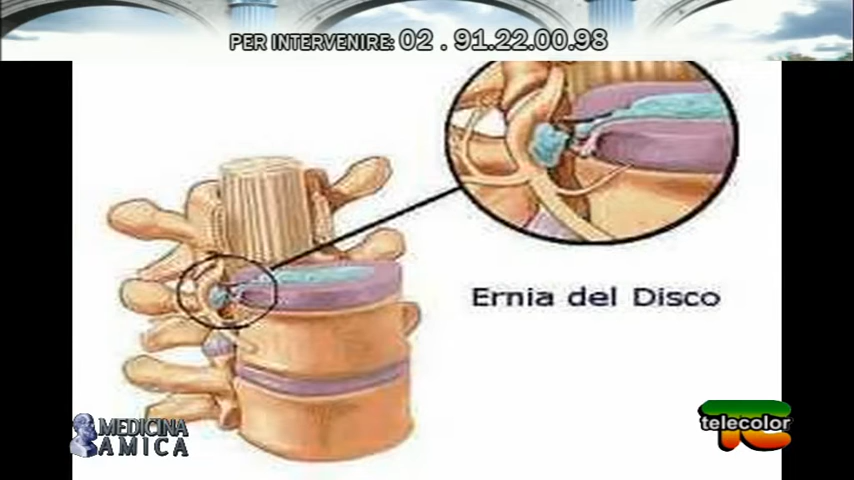 PER INTERVENIRE: 02 . 91.22.00.98
Ernia del Disco
MEDICINA
AMICA
telecolor